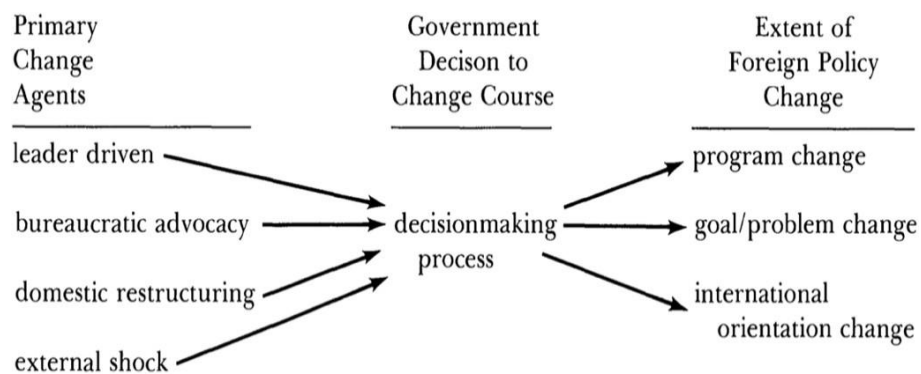 Primary
Change
Agents
Government
Decison to
Change Course
Extent of
Foreign Policy
Change
leader driven
bureaucratic advocacy
domestic restructuring
external shock
decisionmaking
process
program change
goal/problem change
international
orientation change